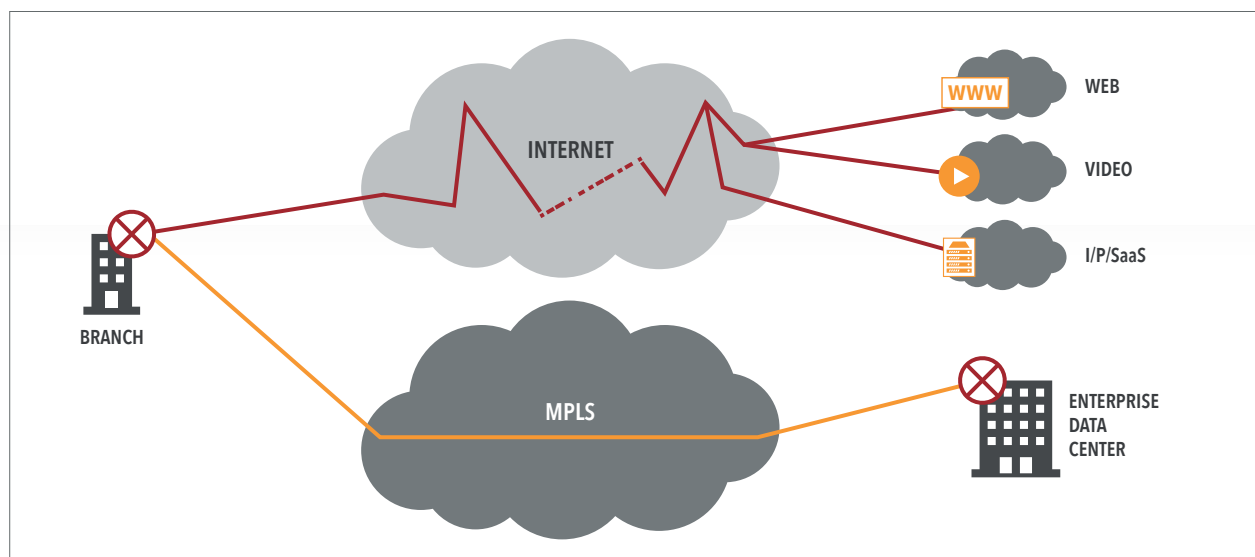 INTERNET
WWW
WEB
VIDEO
I/P/SaaS
BRANCH
MPLS
ENTERPRISE
DATA
CENTER